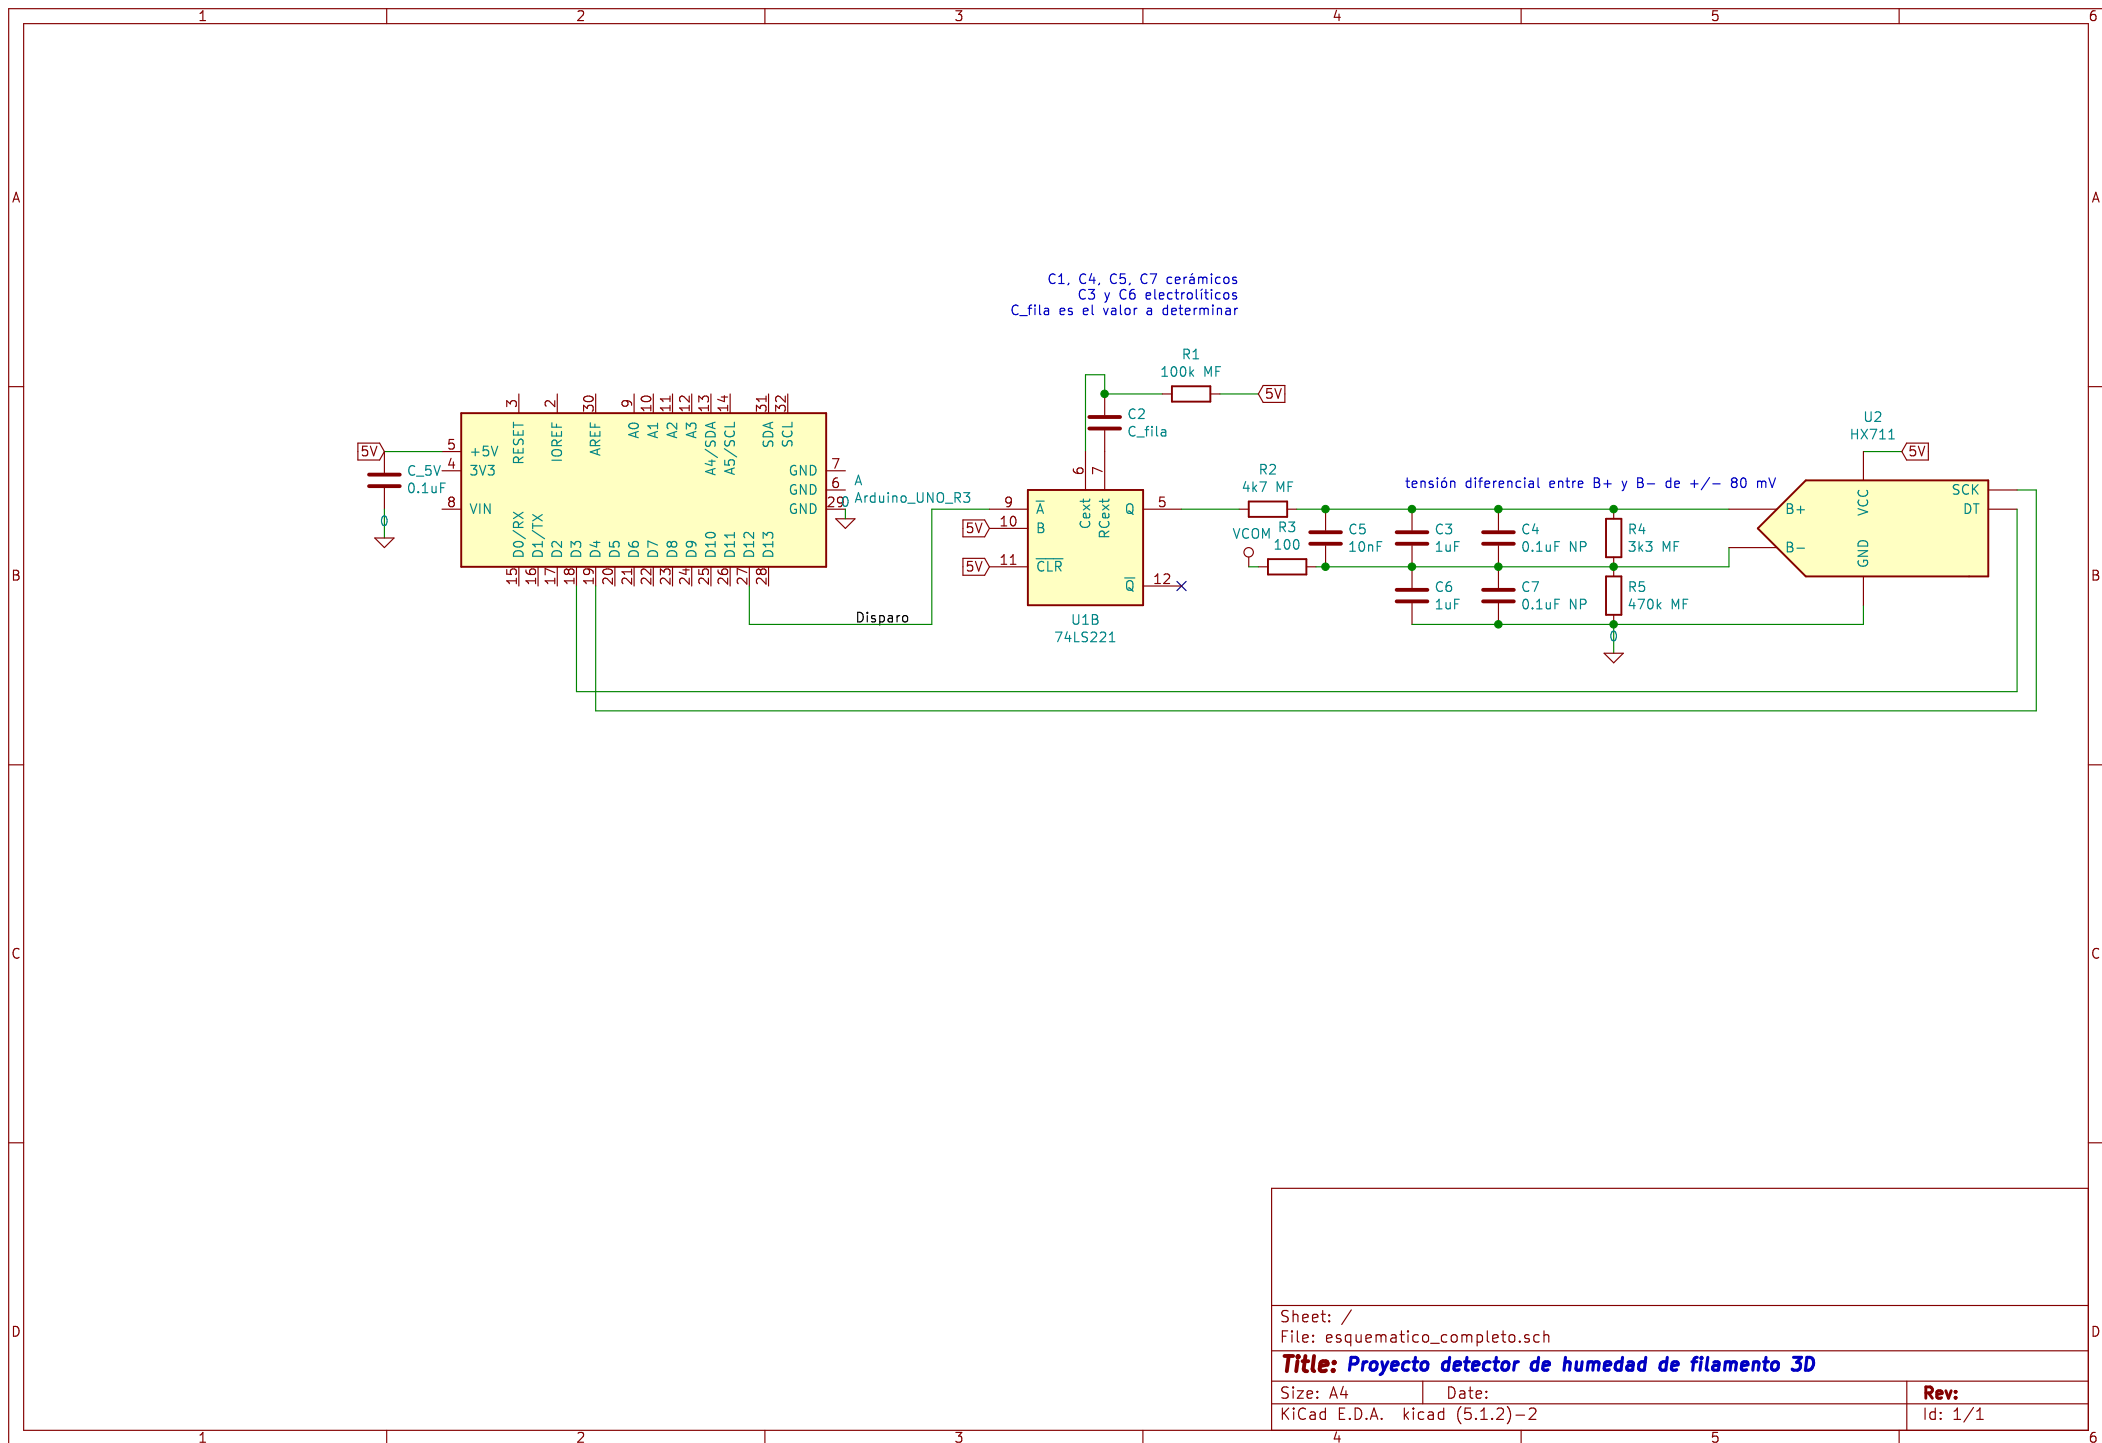 1 2 3 4 5 6
A
A
C1, C4, C5, C7 cerámicos
C3 y C6 electrolíticos
C_fila es el valor a determinar
R1
100k MF
5V
C2
C_fila
3 2 30 9 10 11 12 13 14 31 32
RESET IOREF AREF A0 A1 A2 A3 A4/SDA A5/SCL SDA SCL
5V
5 +5V
4 3V3
8 VIN
C_5V
0.1uF
0
GND 7
GND 6
GND 29
0
A
Arduino_UNO_R3
D0/RX D1/TX D2 D3 D4 D5 D6 D7 D8 D9 D10 D11 D12 D13
15 16 17 18 19 20 21 22 23 24 25 26 27 28
Disparo
6 7
Cext RCext
9 A
5V 10 B
5V 11 CLR
Q 5
Q 12
U1B
74LS221
R2
4k7 MF
VCOM
R3
100
C5
10nF
C3
1uF
C4
0.1uF NP
R4
3k3 MF
C6
1uF
C7
0.1uF NP
R5
470k MF
0
tensión diferencial entre B+ y B- de +/- 80 mV
U2
HX711
5V
B+
B-
VCC
GND
SCK
DT
B
B
C
C
D
D
Sheet: /
File: esquematico_completo.sch
Title: Proyecto detector de humedad de filamento 3D
Size: A4 Date: Rev:
KiCad E.D.A. kicad (5.1.2)-2 Id: 1/1
1 2 3 4 5 6